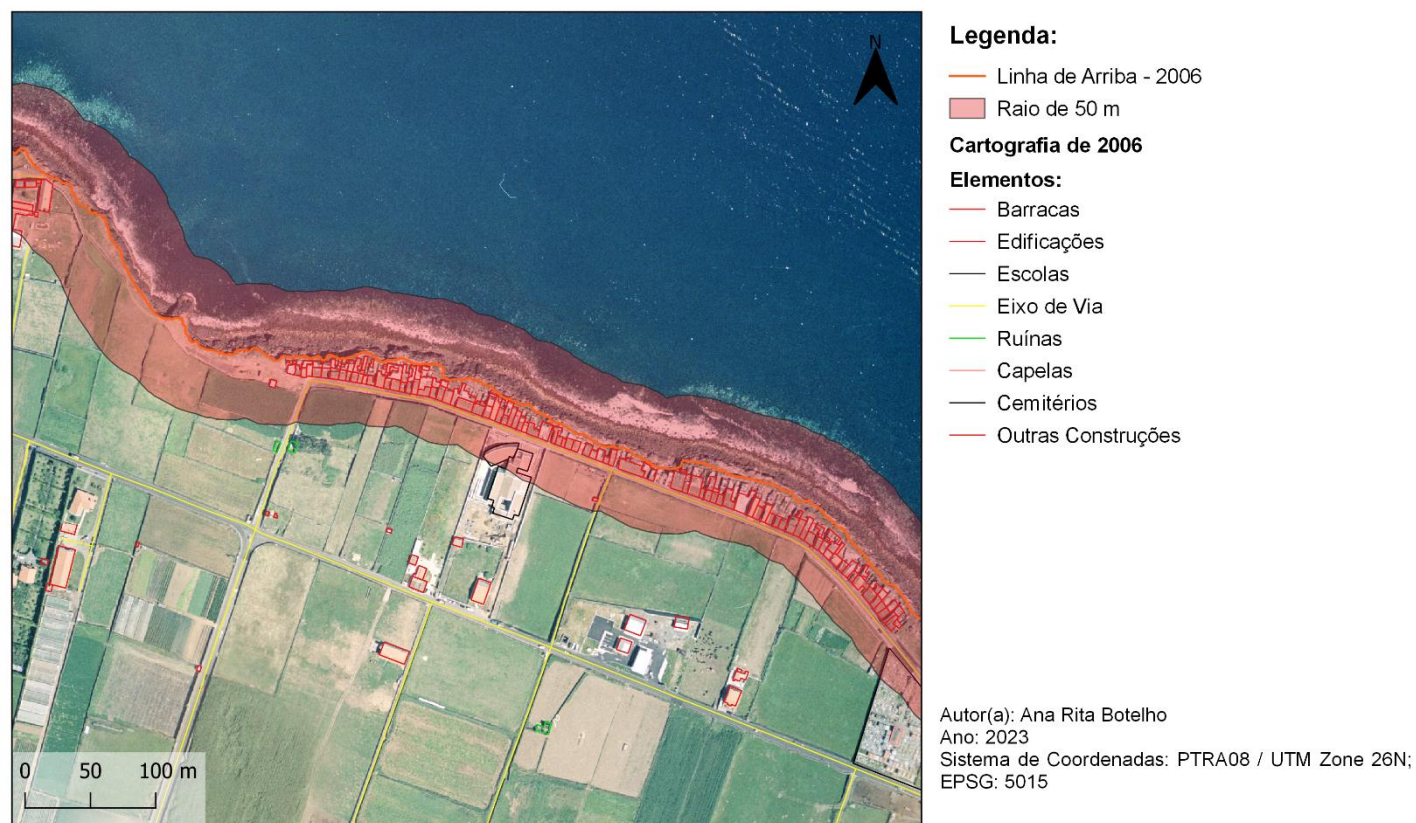 N
0 50 100 m
Legenda:
Linha de Arriba - 2006
Raio de 50 m
Cartografia de 2006
Elementos:
Barracas
Edificações
Escolas
Eixo de Via
Ruínas
Capelas
Cemitérios
Outras Construções
Autor(a): Ana Rita Botelho
Ano: 2023
Sistema de Coordenadas: PTRA08 / UTM Zone 26N;
EPSG: 5015